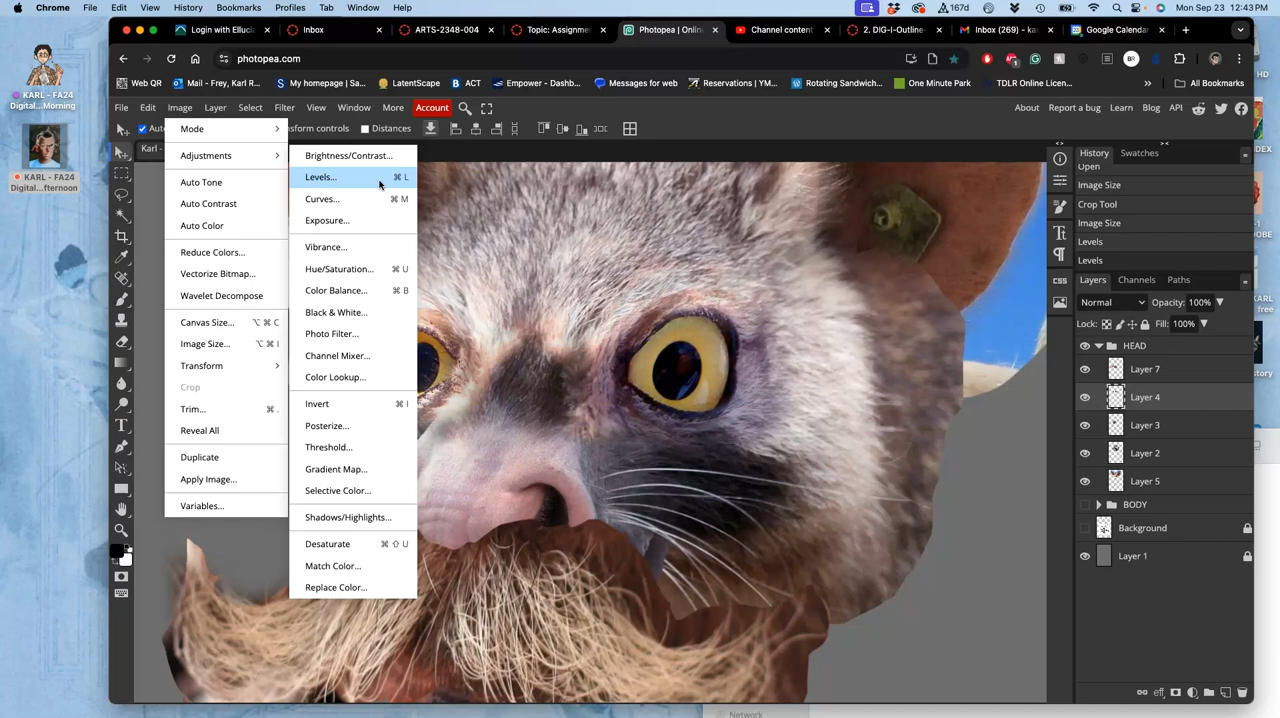 Chrome File Edit View History Bookmarks Profiles Tab Window Help 167d Mon Sep 23 12:43 PM
Login with Ellucia Inbox ARTS-2348-004 Topic: Assignme Photopea | Onlin Channel content 2. DIG-I-Outline- Inbox (269) - ka Google Calendar
photopea.com
Web QR Mail - Frey, Karl R... My homepage | Sa... LatentScape ACT Empower - Dashb... Messages for web Reservations | YM... Rotating Sandwich... One Minute Park TDLR Online Licen... » All Bookmarks
File Edit Image Layer Select Filter View Window More Account About Report a bug Learn Blog API
Distances
Karl -
Mode
Adjustments
Auto Tone
Auto Contrast
Auto Color
Reduce Colors...
Vectorize Bitmap...
Wavelet Decompose
Canvas Size... ⌥ ⌘ C
Image Size... ⌥ ⌘ I
Transform
Crop
Trim... ⌘ .
Reveal All
Duplicate
Apply Image...
Variables...
Brightness/Contrast...
Levels... ⌘ L
Curves... ⌘ M
Exposure...
Vibrance...
Hue/Saturation... ⌘ U
Color Balance... ⌘ B
Black & White...
Photo Filter...
Channel Mixer...
Color Lookup...
Invert ⌘ I
Posterize...
Threshold...
Gradient Map...
Selective Color...
Shadows/Highlights...
Desaturate ⌘ ⇧ U
Match Color...
Replace Color...
History Swatches
Open
Image Size
Crop Tool
Image Size
Levels
Levels
Layers Channels Paths
Normal Opacity: 100%
Lock: Fill: 100%
HEAD
Layer 7
Layer 4
Layer 3
Layer 2
Layer 5
BODY
Background
Layer 1
CSS
KARL - FA24
Digital...Morning
KARL - FA24
Digital...fternoon
Network